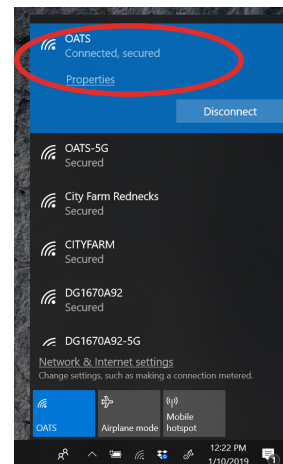 OATS
Connected, secured
Properties
Disconnect
OATS-5G
Secured
City Farm Rednecks
Secured
CITYFARM
Secured
DG1670A92
Secured
DG1670A92-5G
Network & Internet settings
Change settings, such as making a connection metered.
OATS
Airplane mode
Mobile
hotspot
12:22 PM
1/10/2019
1